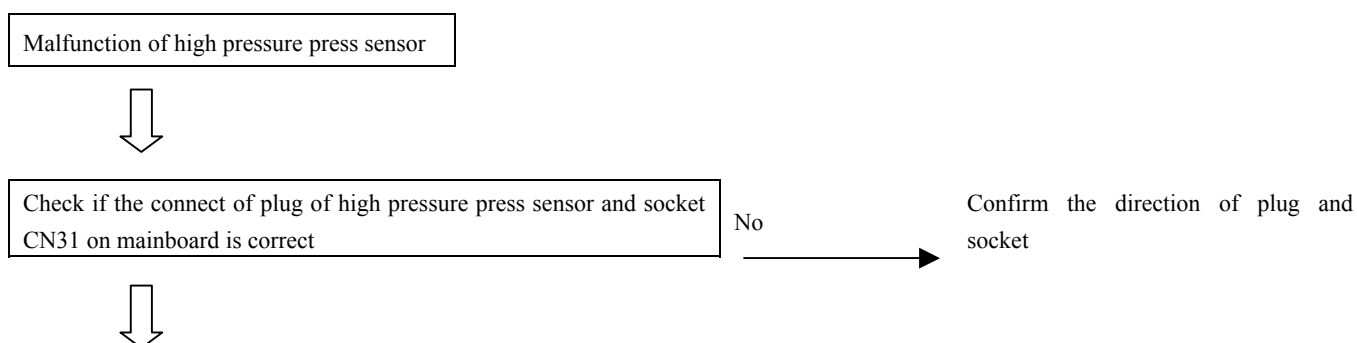 Malfunction of high pressure press sensor
Check if the connect of plug of high pressure press sensor and socket
CN31 on mainboard is correct
No
Confirm the direction of plug and
socket